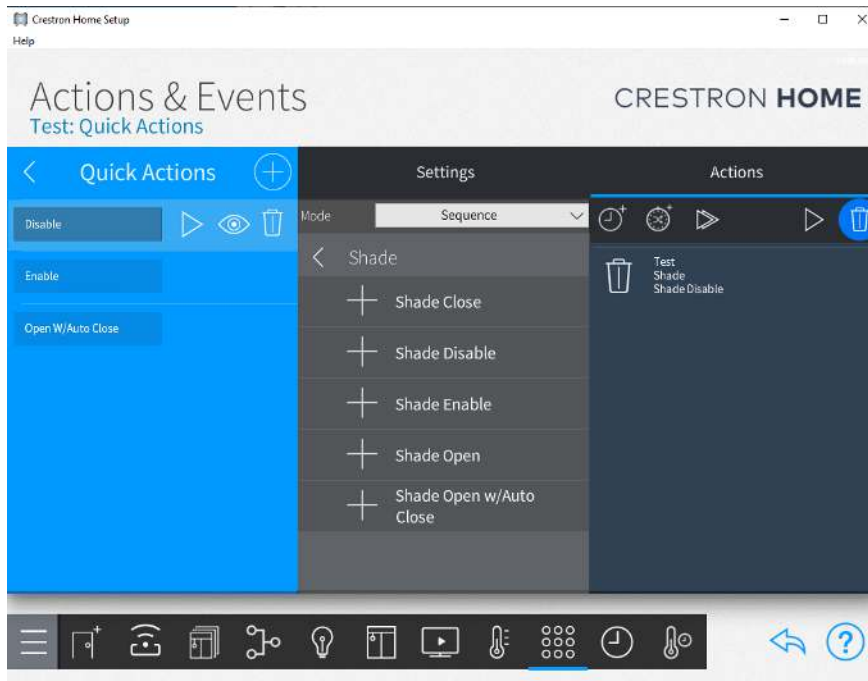 Crestron Home Setup
Help
Actions & Events
Test: Quick Actions
CRESTRON HOME
Quick Actions
Settings
Actions
Disable
Mode
Sequence
Shade
Test
Shade
Shade Disable
Enable
Shade Close
Open W/Auto Close
Shade Disable
Shade Enable
Shade Open
Shade Open w/Auto
Close
?